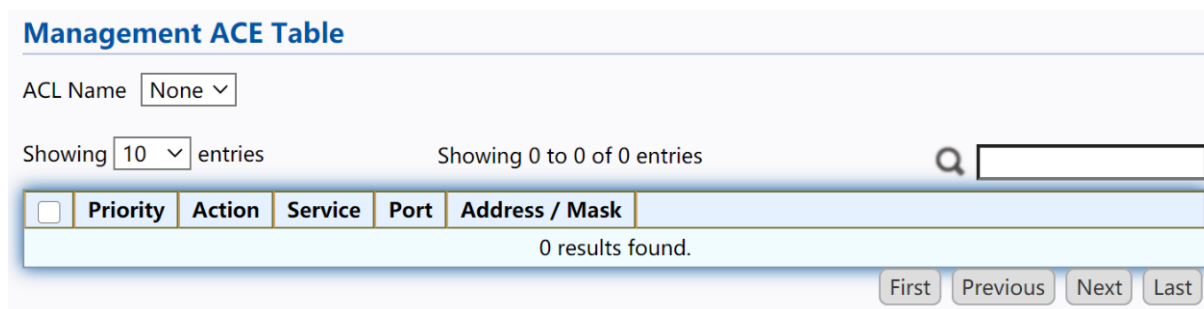 Management ACE Table
ACL Name None
Showing 10 entries Showing 0 to 0 of 0 entries
Priority Action Service Port Address / Mask
0 results found.
First Previous Next Last